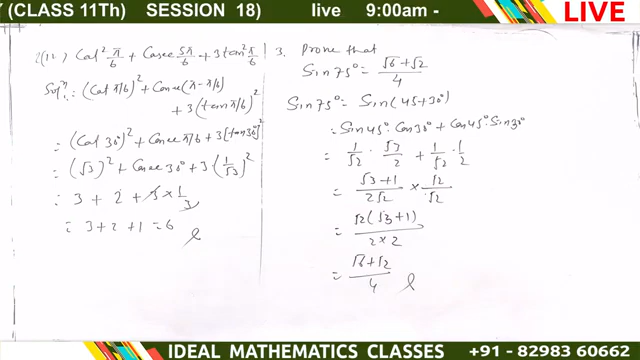 Y (CLASS 11Th) SESSION 18) live 9:00am- LIVE
2(iii) Cot² π/6 + Cosec 5π/6 + 3 tan² π/6
Solⁿ:- (Cot π/6)² + Cosec (π - π/6)
+ 3 (tan π/6)²
= (Cot 30°)² + Cosec π/6 + 3 [tan 30°]²
= (√3)² + Cosec 30° + 3 (1/√3)²
= 3 + 2 + 3 × 1/3
= 3 + 2 + 1 = 6
3. Prove that
Sin 75° = (√6 + √2)/4
Sin 75° = Sin (45 + 30°)
= Sin 45°. Cos 30° + Cos 45°. Sin 30°
= 1/√2 . √3/2 + 1/√2 . 1/2
= (√3 + 1)/2√2 × √2/√2
= √2 (√3 + 1)/(2 × 2)
= (√6 + √2)/4
IDEAL MATHEMATICS CLASSES +91 - 82983 60662